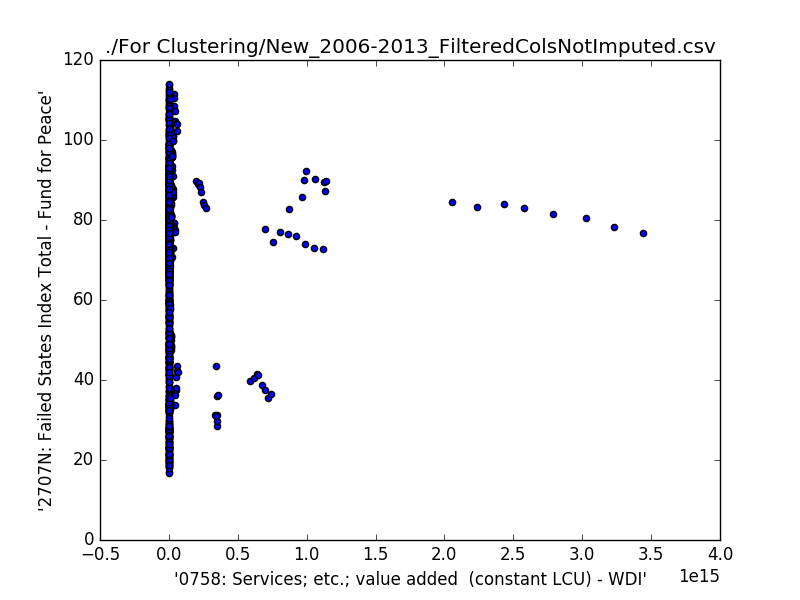 ./For Clustering/New_2006-2013_FilteredColsNotImputed.csv
120
100
80
60
40
20
0
'2707N: Failed States Index Total - Fund for Peace'
−0.5 0.0 0.5 1.0 1.5 2.0 2.5 3.0 3.5 4.0
1e15
'0758: Services; etc.; value added  (constant LCU) - WDI'